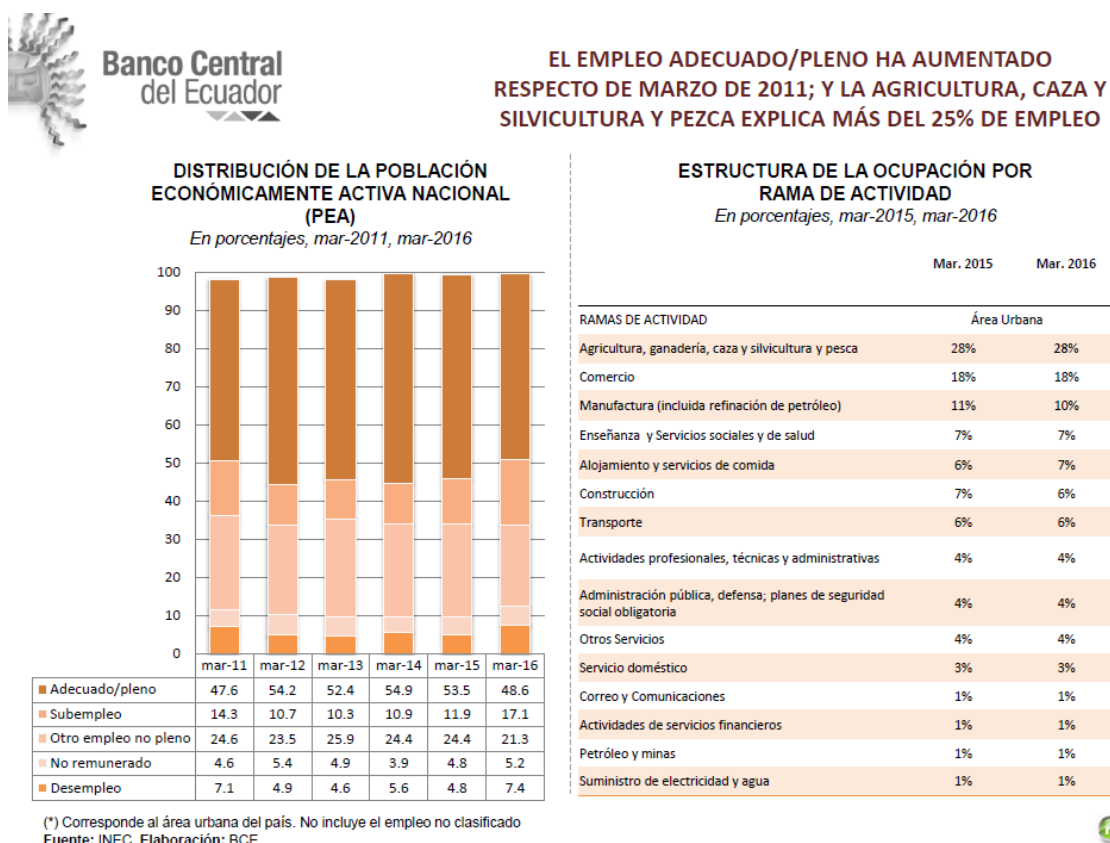 Banco Central
del Ecuador
EL EMPLEO ADECUADO/PLENO HA AUMENTADO
RESPECTO DE MARZO DE 2011; Y LA AGRICULTURA, CAZA Y
SILVICULTURA Y PEZCA EXPLICA MÁS DEL 25% DE EMPLEO
DISTRIBUCIÓN DE LA POBLACIÓN
ECONÓMICAMENTE ACTIVA NACIONAL
(PEA)
En porcentajes, mar-2011, mar-2016
100
90
80
70
60
50
40
30
20
10
0
mar-11 mar-12 mar-13 mar-14 mar-15 mar-16
Adecuado/pleno 47.6 54.2 52.4 54.9 53.5 48.6
Subempleo 14.3 10.7 10.3 10.9 11.9 17.1
Otro empleo no pleno 24.6 23.5 25.9 24.4 24.4 21.3
No remunerado 4.6 5.4 4.9 3.9 4.8 5.2
Desempleo 7.1 4.9 4.6 5.6 4.8 7.4
(*) Corresponde al área urbana del país. No incluye el empleo no clasificado
Fuente: INEC. Elaboración: BCE
ESTRUCTURA DE LA OCUPACIÓN POR
RAMA DE ACTIVIDAD
En porcentajes, mar-2015, mar-2016
Mar. 2015 Mar. 2016
RAMAS DE ACTIVIDAD Área Urbana
Agricultura, ganadería, caza y silvicultura y pesca 28% 28%
Comercio 18% 18%
Manufactura (incluida refinación de petróleo) 11% 10%
Enseñanza y Servicios sociales y de salud 7% 7%
Alojamiento y servicios de comida 6% 7%
Construcción 7% 6%
Transporte 6% 6%
Actividades profesionales, técnicas y administrativas 4% 4%
Administración pública, defensa; planes de seguridad
social obligatoria 4% 4%
Otros Servicios 4% 4%
Servicio doméstico 3% 3%
Correo y Comunicaciones 1% 1%
Actividades de servicios financieros 1% 1%
Petróleo y minas 1% 1%
Suministro de electricidad y agua 1% 1%